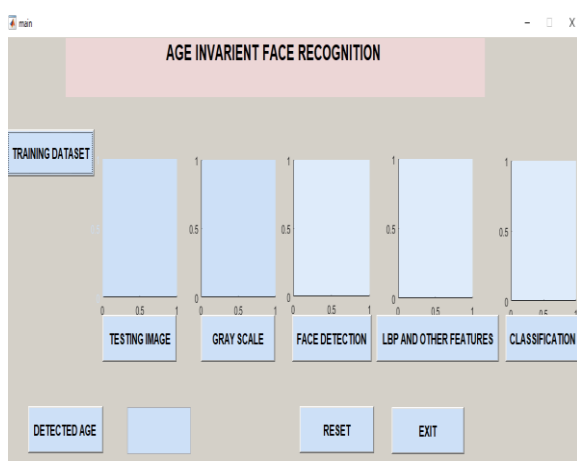 main
AGE INVARIENT FACE RECOGNITION
TRAINING DATASET
1 1 1 1
0.5 0.5 0.5 0.5 0.5
0 0 0 0
0 0.5 1 0 0.5 1 0 0.5 1 0 0.5 1 0 0.5 1
TESTING IMAGE GRAY SCALE FACE DETECTION LBP AND OTHER FEATURES CLASSIFICATION
DETECTED AGE RESET EXIT